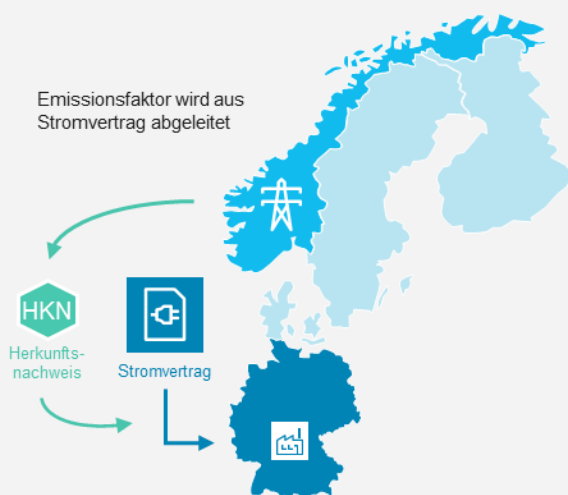 Emissionsfaktor wird aus
Stromvertrag abgeleitet
HKN
Herkunfts-
nachweis
Stromvertrag